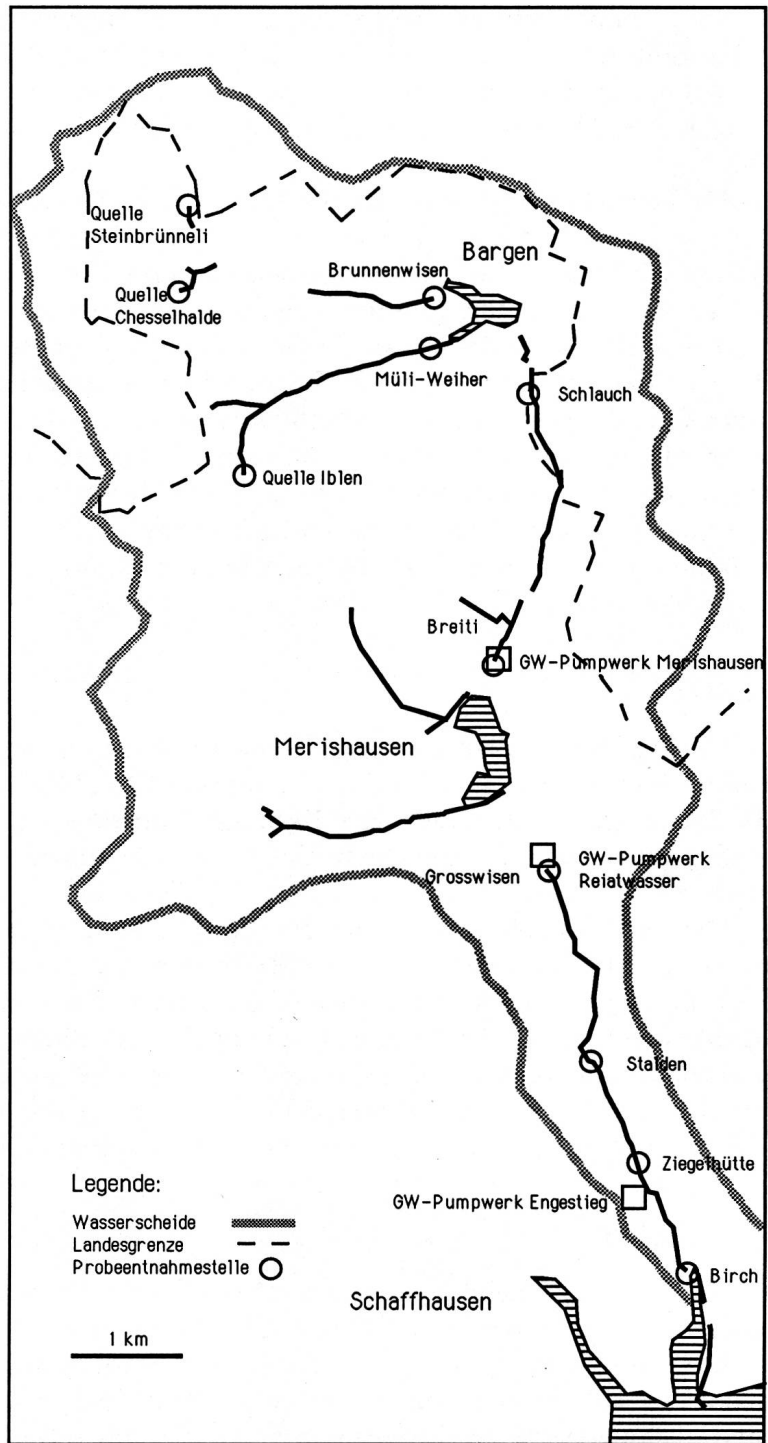 Quelle
Steinbrünneli
Bargen
Brunnenwisen
Quelle
Chesselhalde
Müli-Weiher
Schlauch
Quelle Iblen
Breiti
GW-Pumpwerk Merishausen
Merishausen
GW-Pumpwerk
Reiatwasser
Grosswisen
Stalden
Ziegelhütte
GW-Pumpwerk Engestieg
Birch
Schaffhausen
Legende:
Wasserscheide
Landesgrenze
Probeentnahmestelle
1 km